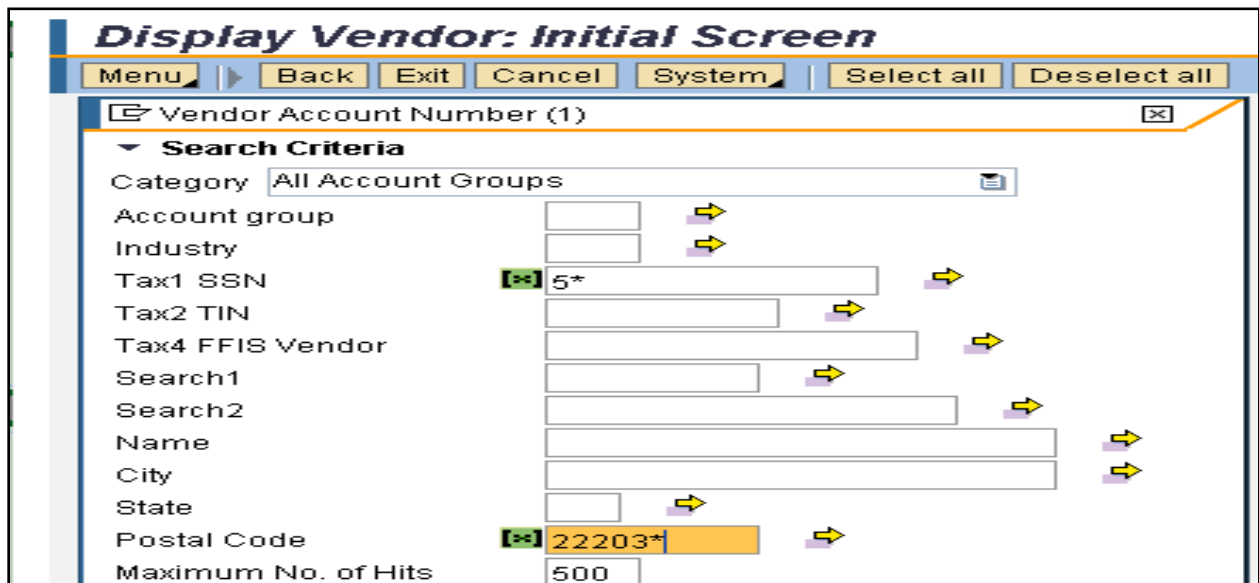 Display Vendor: Initial Screen
Menu Back Exit Cancel System Select all Deselect all
Vendor Account Number (1)
Search Criteria
Category All Account Groups
Account group
Industry
Tax1 SSN 5*
Tax2 TIN
Tax4 FFIS Vendor
Search1
Search2
Name
City
State
Postal Code 22203*
Maximum No. of Hits 500